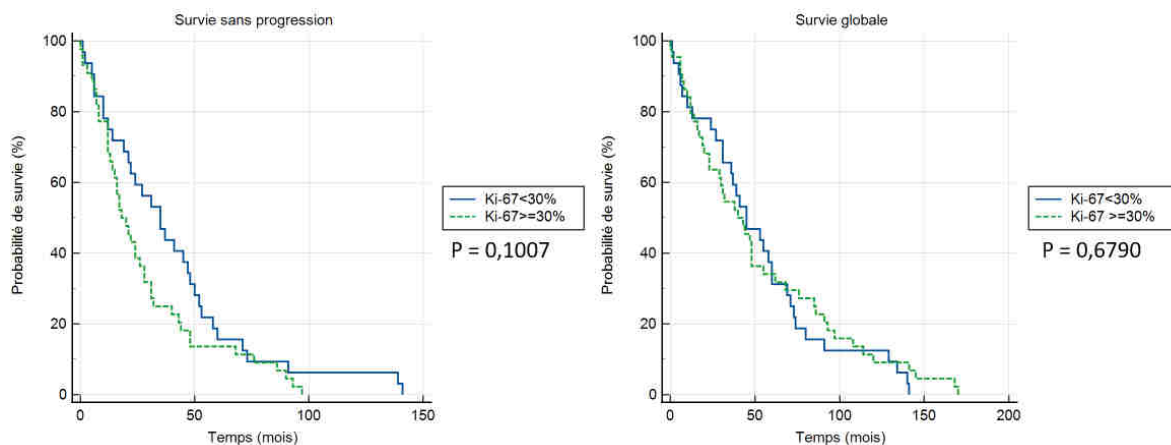 Survie sans progression
100
80
60
40
20
0
0 50 100 150
Probabilité de survie (%)
Temps (mois)
Ki-67<30%
Ki-67>=30%
P = 0,1007
Survie globale
100
80
60
40
20
0
0 50 100 150 200
Probabilité de survie (%)
Temps (mois)
Ki-67<30%
Ki-67 >=30%
P = 0,6790